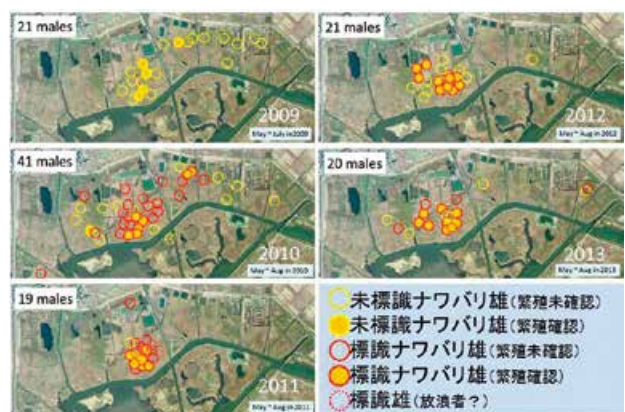 21 males
2009
May ~ July in 2009
21 males
2012
May ~ Aug in 2012
41 males
2010
May ~ Aug in 2010
20 males
2013
May ~ Aug in 2013
19 males
2011
May ~ Aug in 2011
未標識ナワバリ雄(繁殖未確認)
未標識ナワバリ雄(繁殖確認)
標識ナワバリ雄(繁殖未確認)
標識ナワバリ雄(繁殖確認)
標識雄(放浪者?)